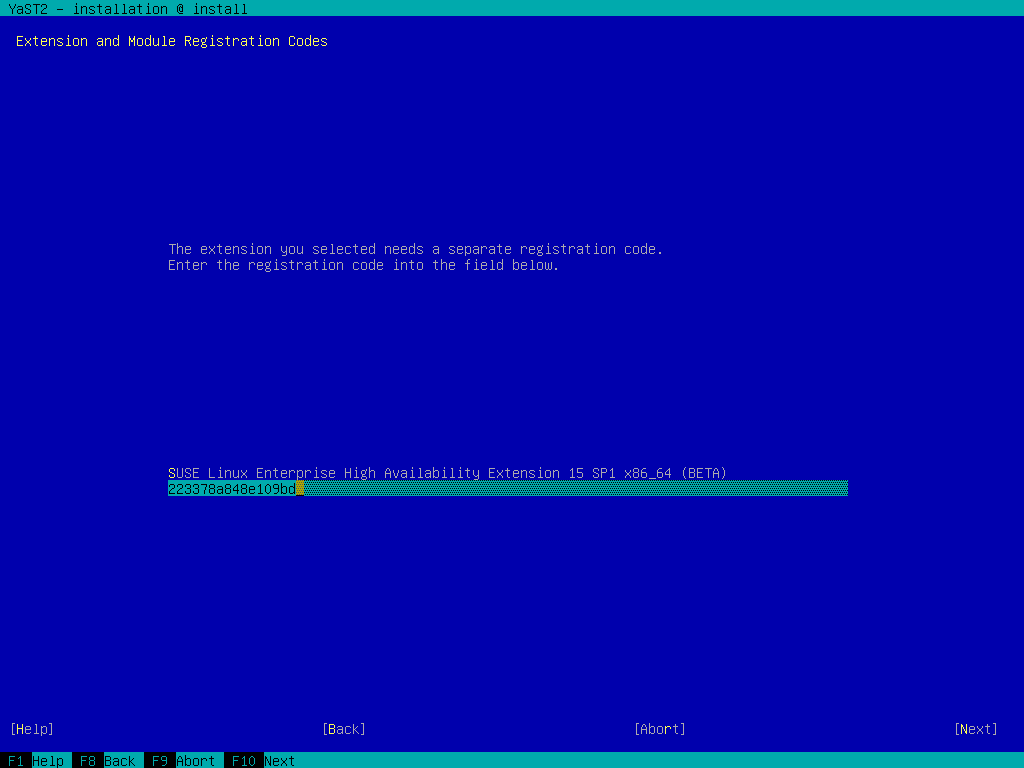 YaST2 - installation @ install
Extension and Module Registration Codes
The extension you selected needs a separate registration code.
Enter the registration code into the field below.
SUSE Linux Enterprise High Availability Extension 15 SP1 x86_64 (BETA)
223378a848e109bd
[Help] [Back] [Abort] [Next]
F1 Help F8 Back F9 Abort F10 Next